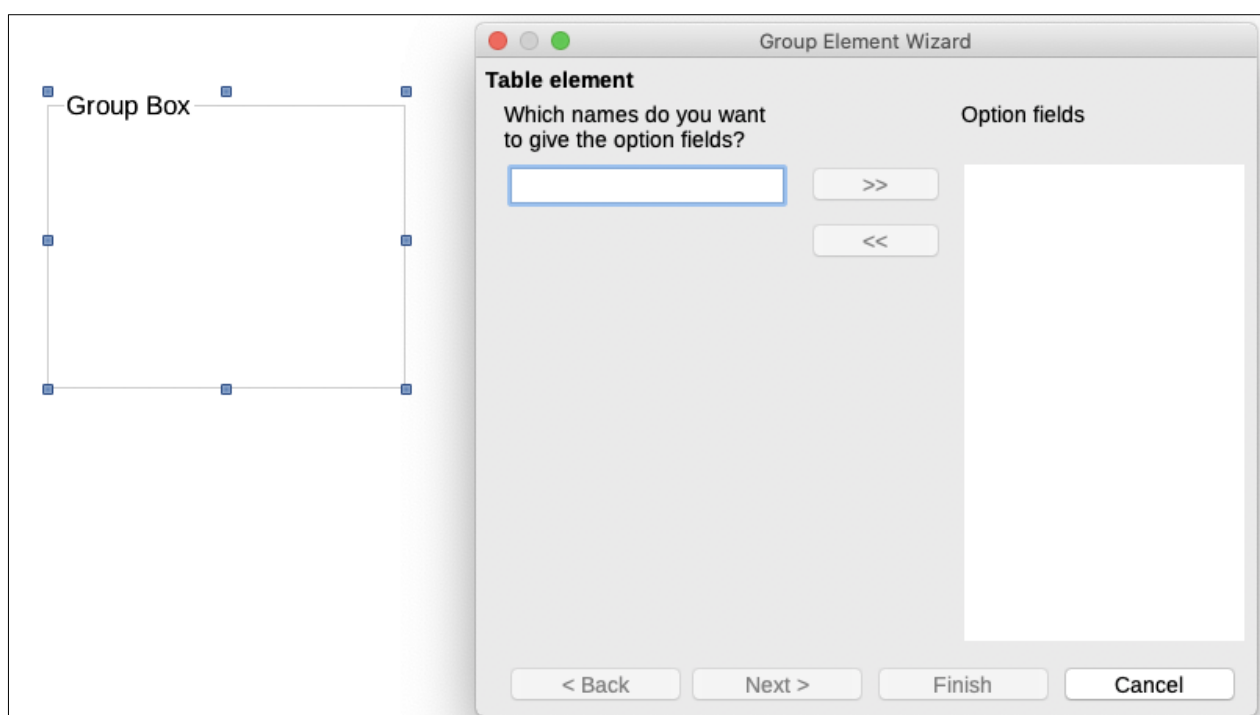 Group Box
Group Element Wizard
Table element
Which names do you want
to give the option fields?
Option fields
>>
<<
< Back
Next >
Finish
Cancel